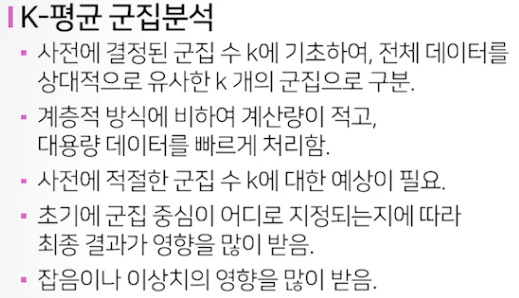 K-평균 군집분석
▪ 사전에 결정된 군집 수 k에 기초하여, 전체 데이터를
상대적으로 유사한 k 개의 군집으로 구분.
▪ 계층적 방식에 비하여 계산량이 적고,
대용량 데이터를 빠르게 처리함.
▪ 사전에 적절한 군집 수 k에 대한 예상이 필요.
▪ 초기에 군집 중심이 어디로 지정되는지에 따라
최종 결과가 영향을 많이 받음.
▪ 잡음이나 이상치의 영향을 많이 받음.